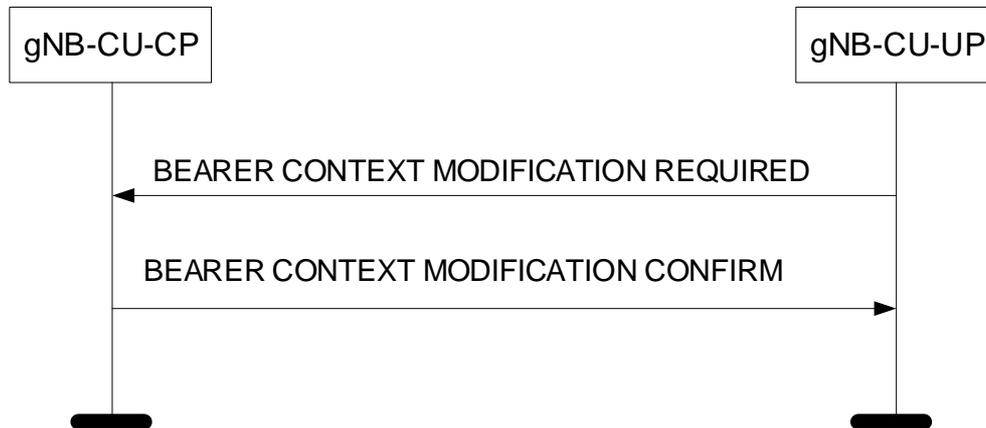 gNB-CU-CP
gNB-CU-UP
BEARER CONTEXT MODIFICATION REQUIRED
BEARER CONTEXT MODIFICATION CONFIRM